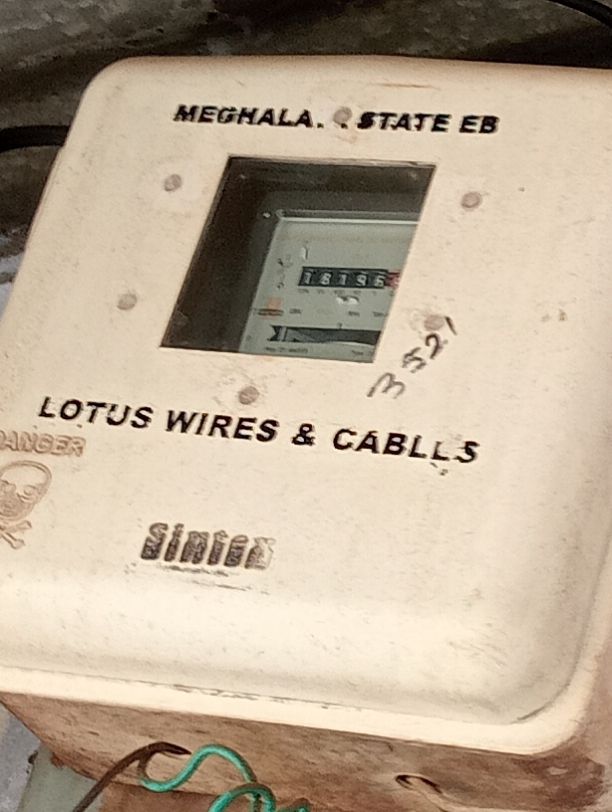 MEGHALA. . STATE EB
18196
3521
LOTUS WIRES & CABLLS
DANGER
Sintex